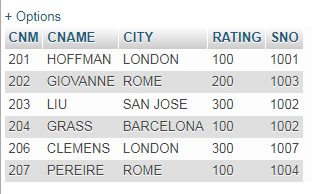 + Options
CNM CNAME CITY RATING SNO
201 HOFFMAN LONDON 100 1001
202 GIOVANNE ROME 200 1003
203 LIU SAN JOSE 300 1002
204 GRASS BARCELONA 100 1002
206 CLEMENS LONDON 300 1007
207 PEREIRE ROME 100 1004